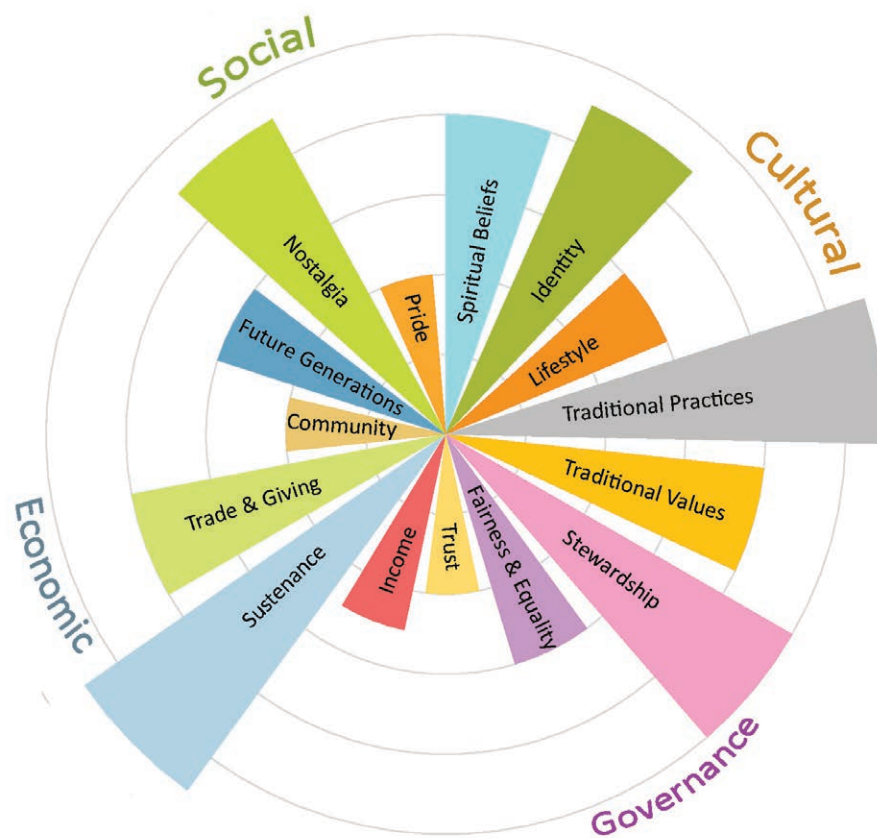 Social
Cultural
Economic
Governance
Spiritual Beliefs
Identity
Lifestyle
Traditional Practices
Traditional Values
Stewardship
Fairness & Equality
Trust
Income
Sustenance
Trade & Giving
Community
Future Generations
Nostalgia
Pride